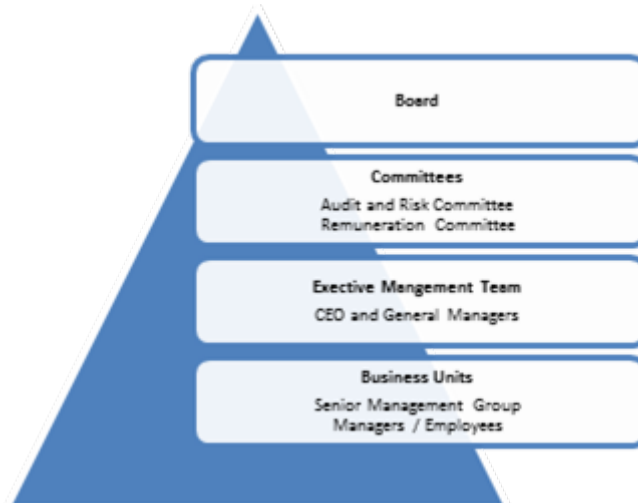 Board
Committees
Audit and Risk Committee
Remuneration Committee
Exective Mangement Team
CEO and General Managers
Business Units
Senior Management Group
Managers / Employees